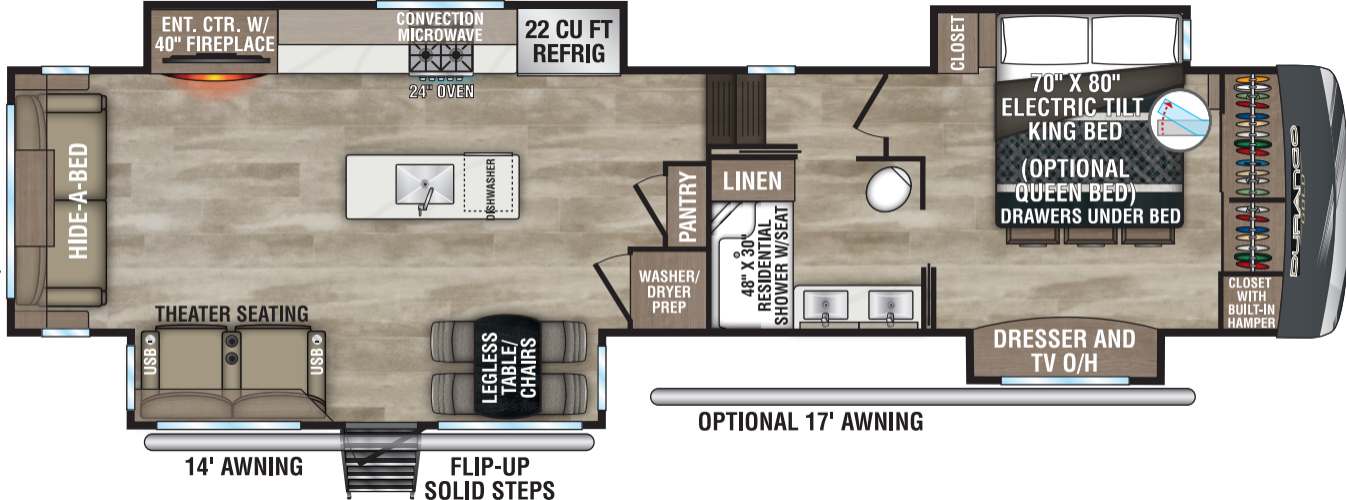 ENT. CTR. W/
40" FIREPLACE
CONVECTION
MICROWAVE
22 CU FT
REFRIG
24" OVEN
HIDE-A-BED
DISHWASHER
PANTRY
WASHER/
DRYER
PREP
THEATER SEATING
USB
USB
LEGLESS
TABLE/
CHAIRS
14' AWNING
FLIP-UP
SOLID STEPS
LINEN
48" X 30"
RESIDENTIAL
SHOWER W/SEAT
CLOSET
70" X 80"
ELECTRIC TILT
KING BED
(OPTIONAL
QUEEN BED)
DRAWERS UNDER BED
CLOSET
WITH
BUILT-IN
HAMPER
DRESSER AND
TV O/H
OPTIONAL 17' AWNING
DURANGO
GOLD